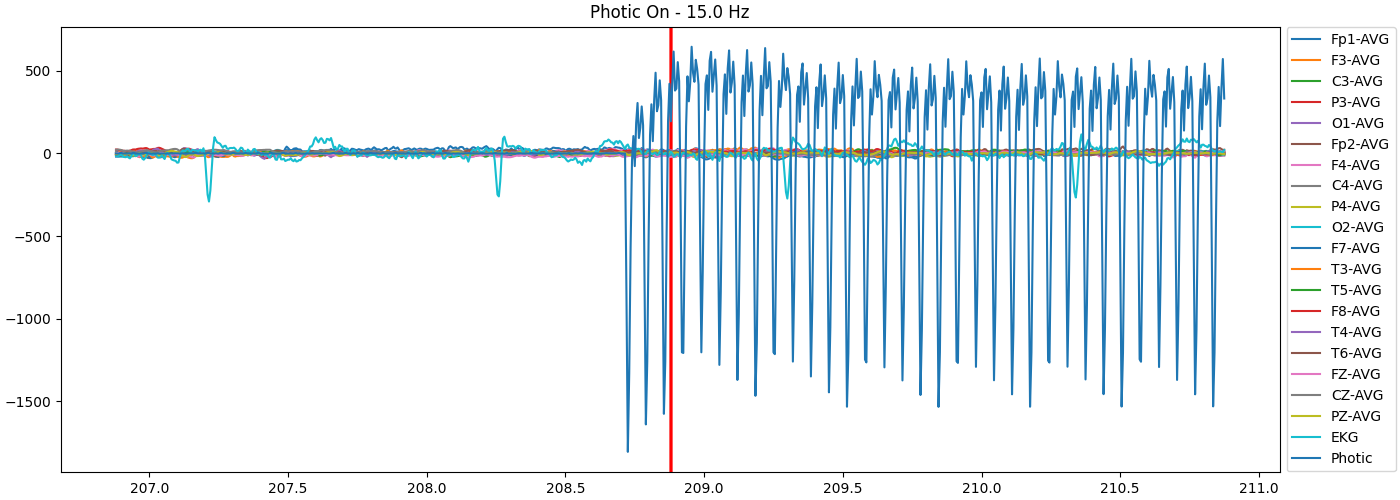 Photic On - 15.0 Hz
500
0
−500
−1000
−1500
207.0
207.5
208.0
208.5
209.0
209.5
210.0
210.5
211.0
Fp1-AVG
F3-AVG
C3-AVG
P3-AVG
O1-AVG
Fp2-AVG
F4-AVG
C4-AVG
P4-AVG
O2-AVG
F7-AVG
T3-AVG
T5-AVG
F8-AVG
T4-AVG
T6-AVG
FZ-AVG
CZ-AVG
PZ-AVG
EKG
Photic